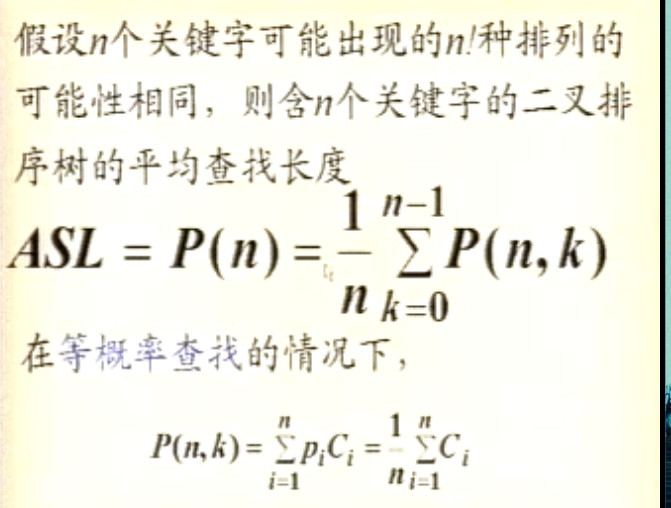 假设n个关键字可能出现的n!种排列的
可能性相同，则含n个关键字的二叉排
序树的平均查找长度
ASL = P(n) = \frac{1}{n} \sum_{k=0}^{n-1} P(n, k)
在等概率查找的情况下，
P(n, k) = \sum_{i=1}^{n} p_i C_i = \frac{1}{n} \sum_{i=1}^{n} C_i